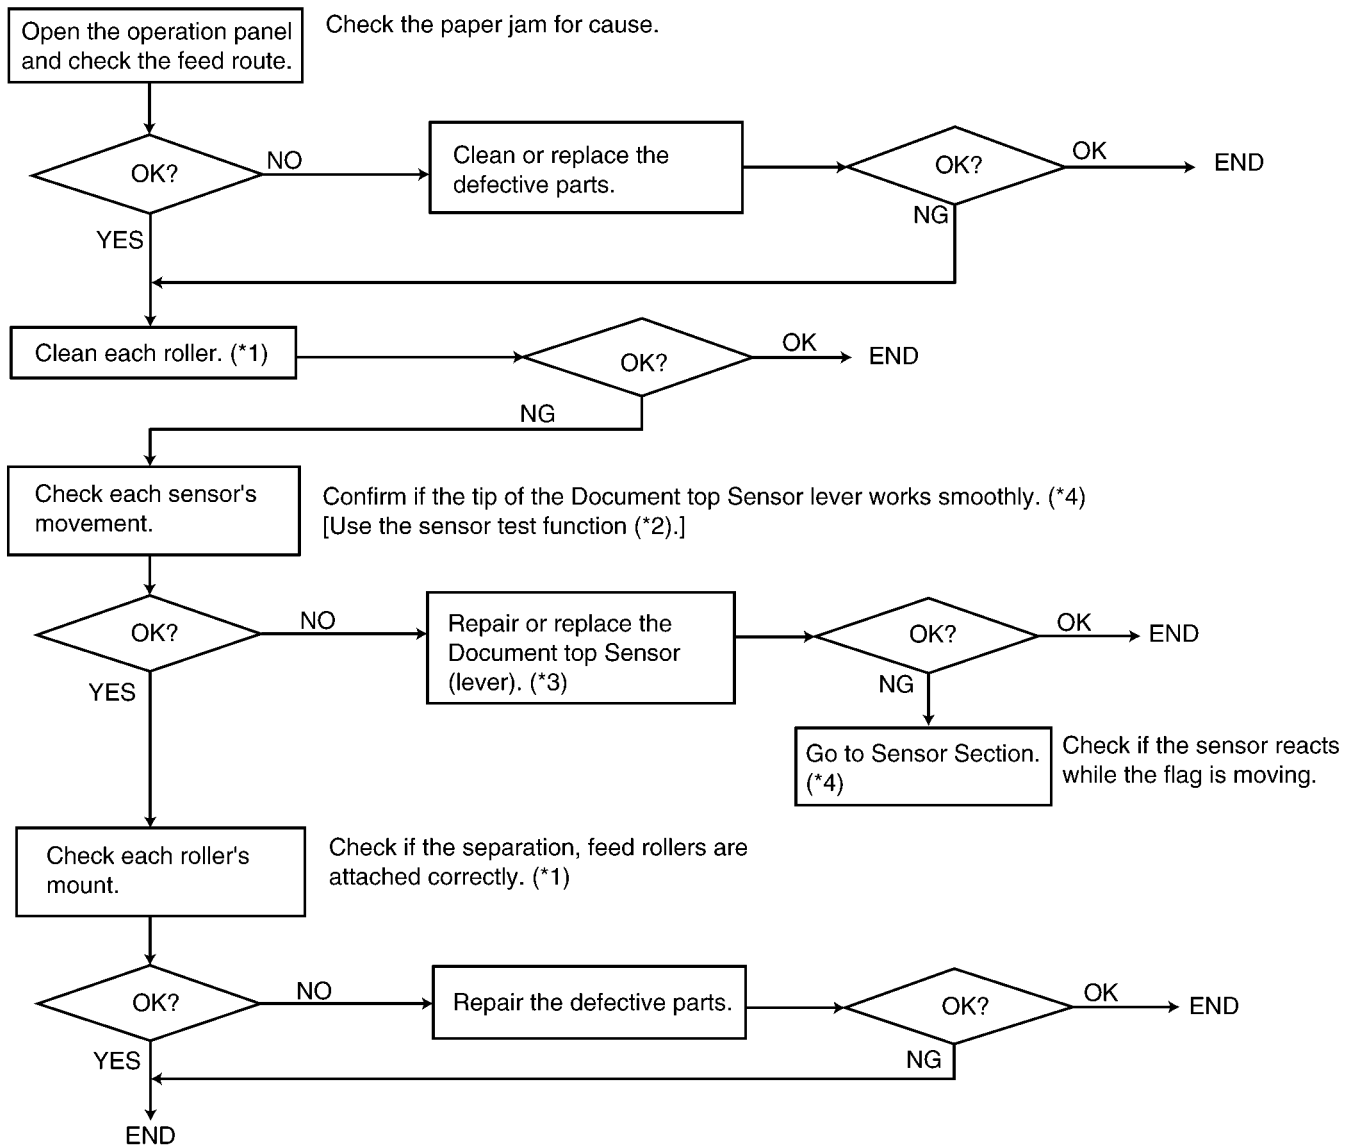 Open the operation panel
and check the feed route.
Check the paper jam for cause.
OK?
NO
Clean or replace the
defective parts.
OK?
OK
END
NG
YES
Clean each roller. (*1)
OK?
OK
END
NG
Check each sensor's
movement.
Confirm if the tip of the Document top Sensor lever works smoothly. (*4)
[Use the sensor test function (*2).]
OK?
NO
Repair or replace the
Document top Sensor
(lever). (*3)
OK?
OK
END
YES
NG
Go to Sensor Section.
(*4)
Check if the sensor reacts
while the flag is moving.
Check each roller's
mount.
Check if the separation, feed rollers are
attached correctly. (*1)
OK?
NO
Repair the defective parts.
OK?
OK
END
YES
NG
END